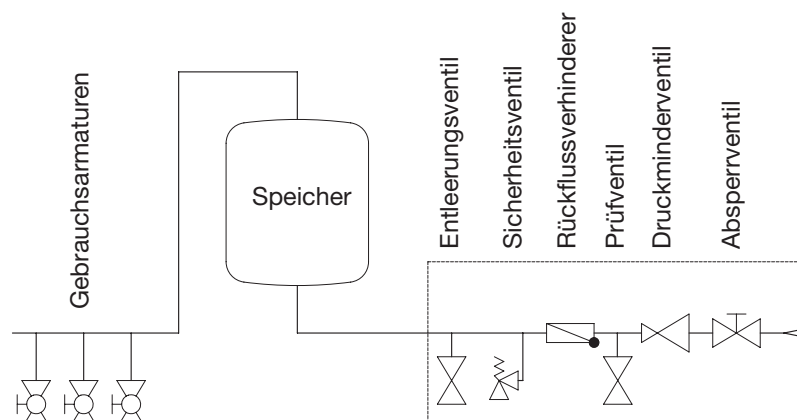 Gebrauchsarmaturen
Speicher
Entleerungsventil
Sicherheitsventil
Rückflussverhinderer
Prüfventil
Druckminderventil
Absperrventil